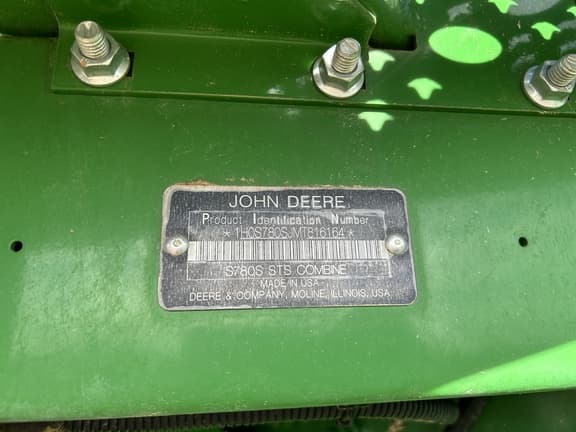 JOHN DEERE
Product Identification Number
* 1H0S780SJMT816164 *
S780S STS COMBINE
MADE IN USA
DEERE & COMPANY, MOLINE, ILLINOIS, USA